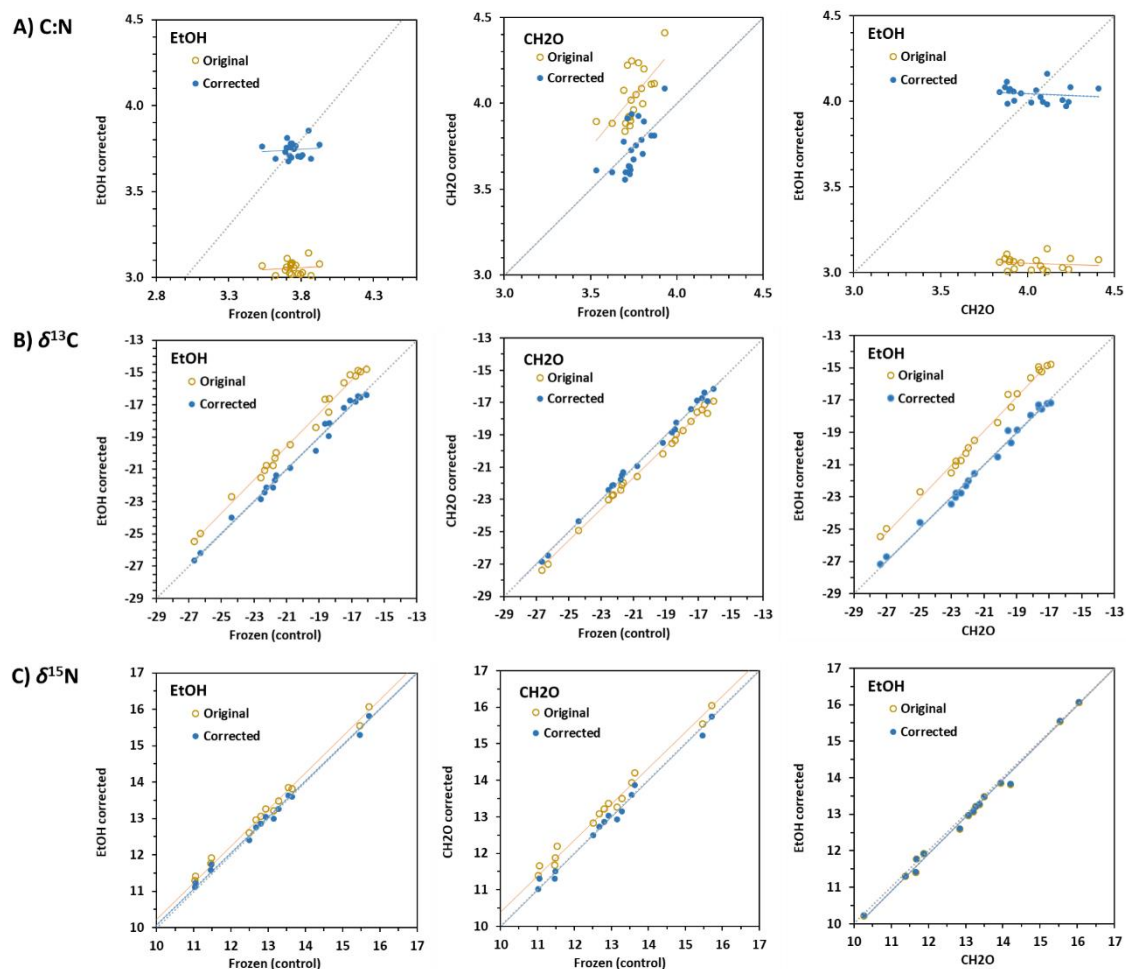 A) C:N
EtOH
Original
Corrected
EtOH corrected
4.5
4.0
3.5
3.0
2.8 3.3 3.8 4.3
Frozen (control)
CH2O
Original
Corrected
CH2O corrected
4.5
4.0
3.5
3.0
3.0 3.5 4.0 4.5
Frozen (control)
EtOH
Original
Corrected
EtOH corrected
4.5
4.0
3.5
3.0
3.0 3.5 4.0 4.5
CH2O
B) δ¹³C
EtOH
Original
Corrected
EtOH corrected
-13
-15
-17
-19
-21
-23
-25
-27
-29
-29 -27 -25 -23 -21 -19 -17 -15 -13
Frozen (control)
CH2O
Original
Corrected
CH2O corrected
-13
-15
-17
-19
-21
-23
-25
-27
-29
-29 -27 -25 -23 -21 -19 -17 -15 -13
Frozen (control)
EtOH
Original
Corrected
EtOH corrected
-13
-15
-17
-19
-21
-23
-25
-27
-29
-29 -27 -25 -23 -21 -19 -17 -15 -13
CH2O
C) δ¹⁵N
EtOH
Original
Corrected
EtOH corrected
17
16
15
14
13
12
11
10
10 11 12 13 14 15 16 17
Frozen (control)
CH2O
Original
Corrected
CH2O corrected
17
16
15
14
13
12
11
10
10 11 12 13 14 15 16 17
Frozen (control)
EtOH
Original
Corrected
EtOH corrected
17
16
15
14
13
12
11
10
10 11 12 13 14 15 16 17
CH2O